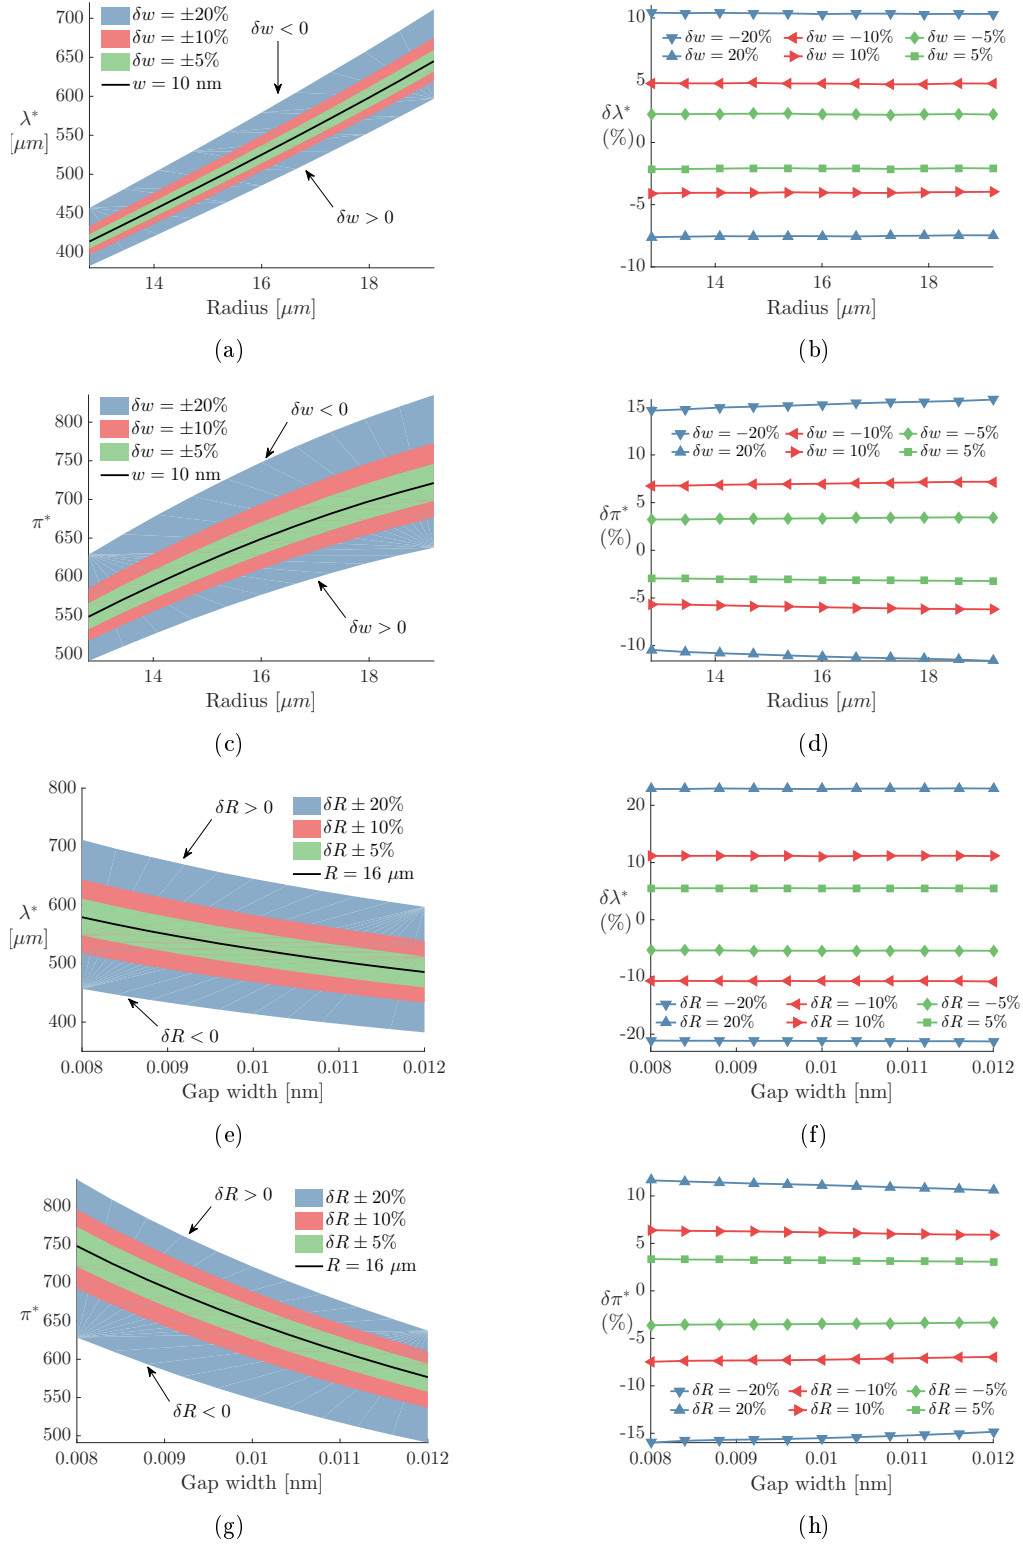 700
650
600
550
500
450
400
λ*
[μm]
δw = ±20%
δw = ±10%
δw = ±5%
w = 10 nm
δw < 0
δw > 0
14 16 18
Radius [μm]
(a)
10
5
0
-5
-10
δλ*
(%)
δw = −20% δw = −10% δw = −5%
δw = 20% δw = 10% δw = 5%
14 16 18
Radius [μm]
(b)
800
750
700
650
600
550
500
π*
δw = ±20%
δw = ±10%
δw = ±5%
w = 10 nm
δw < 0
δw > 0
14 16 18
Radius [μm]
(c)
15
10
5
0
-5
-10
δπ*
(%)
δw = −20% δw = −10% δw = −5%
δw = 20% δw = 10% δw = 5%
14 16 18
Radius [μm]
(d)
800
700
600
500
400
λ*
[μm]
δR > 0
δR ± 20%
δR ± 10%
δR ± 5%
R = 16 μm
δR < 0
0.008 0.009 0.01 0.011 0.012
Gap width [nm]
(e)
20
10
0
-10
-20
δλ*
(%)
δR = −20% δR = −10% δR = −5%
δR = 20% δR = 10% δR = 5%
0.008 0.009 0.01 0.011 0.012
Gap width [nm]
(f)
800
750
700
650
600
550
500
π*
δR > 0
δR ± 20%
δR ± 10%
δR ± 5%
R = 16 μm
δR < 0
0.008 0.009 0.01 0.011 0.012
Gap width [nm]
(g)
10
5
0
-5
-10
-15
δπ*
(%)
δR = −20% δR = −10% δR = −5%
δR = 20% δR = 10% δR = 5%
0.008 0.009 0.01 0.011 0.012
Gap width [nm]
(h)